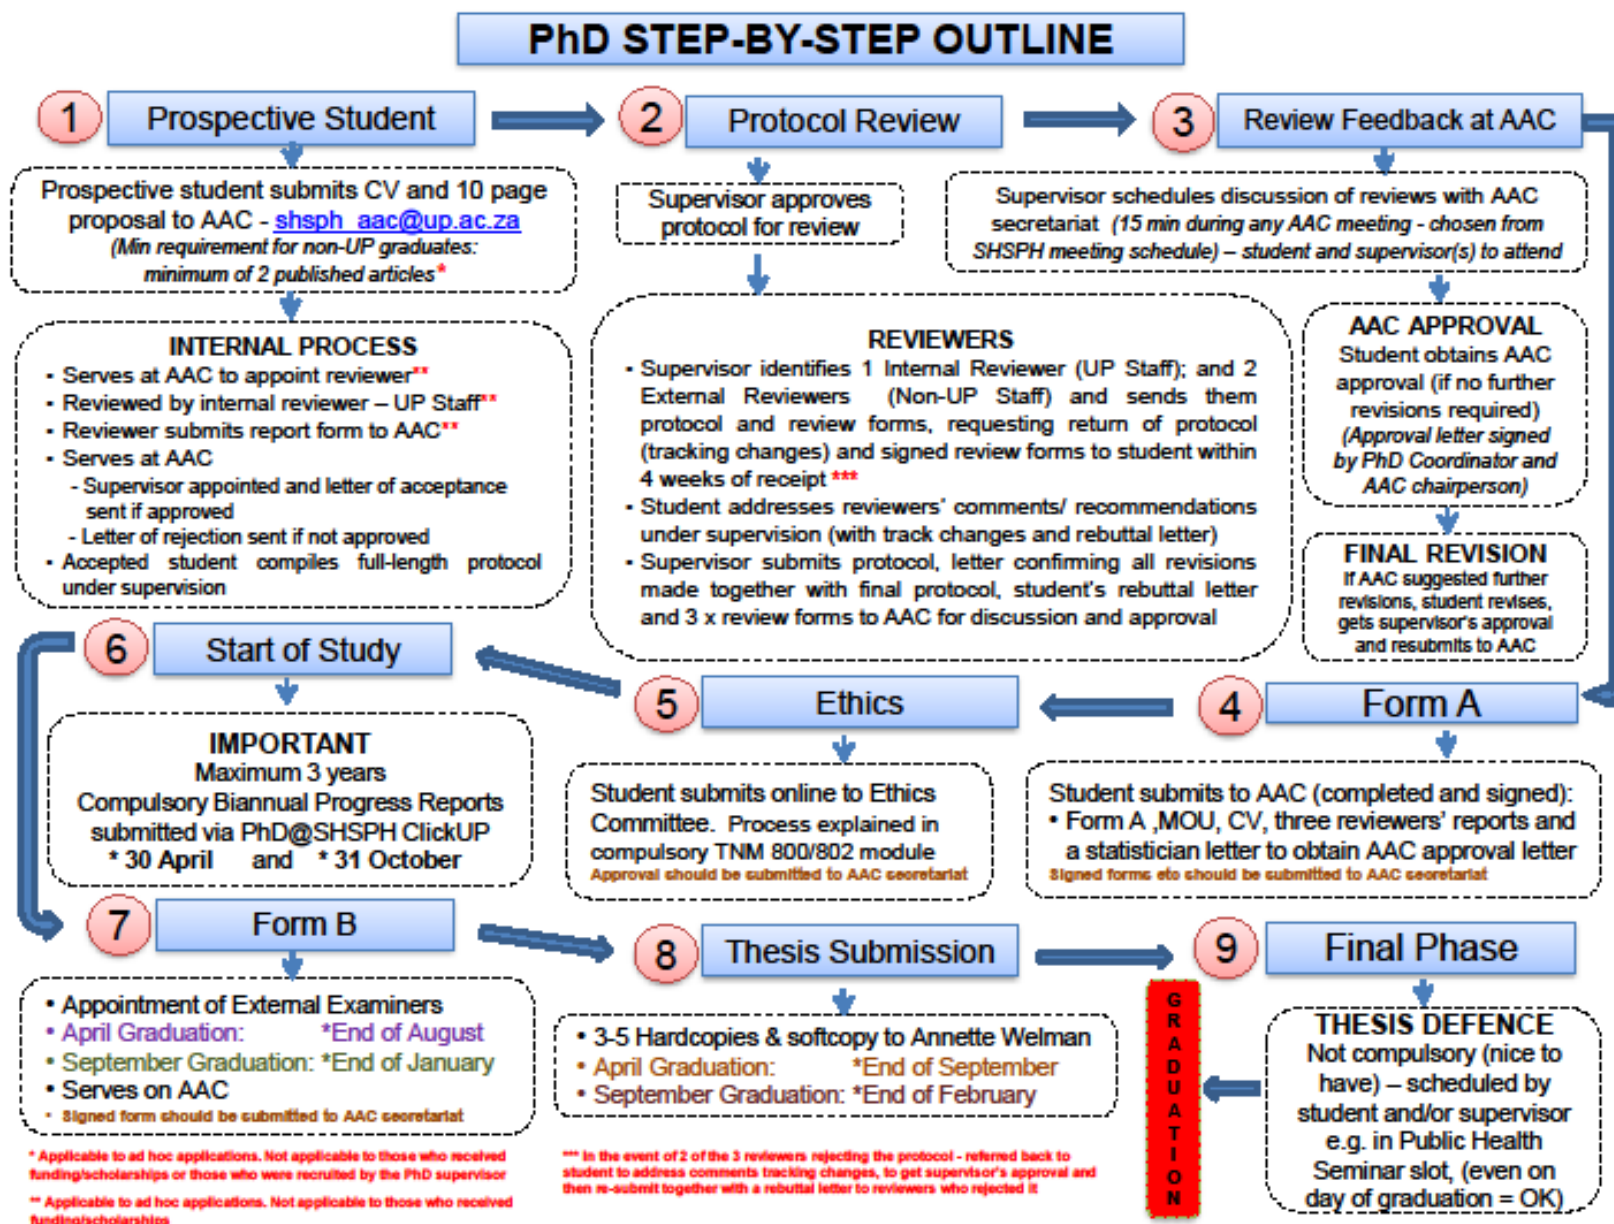 PhD STEP-BY-STEP OUTLINE
1
Prospective Student
Prospective student submits CV and 10 page
proposal to AAC - shsph_aac@up.ac.za
(Min requirement for non-UP graduates:
minimum of 2 published articles*
INTERNAL PROCESS
• Serves at AAC to appoint reviewer**
• Reviewed by internal reviewer – UP Staff**
• Reviewer submits report form to AAC**
• Serves at AAC
- Supervisor appointed and letter of acceptance
sent if approved
- Letter of rejection sent if not approved
• Accepted student compiles full-length protocol
under supervision
2
Protocol Review
Supervisor approves
protocol for review
REVIEWERS
• Supervisor identifies 1 Internal Reviewer (UP Staff); and 2
External Reviewers (Non-UP Staff) and sends them
protocol and review forms, requesting return of protocol
(tracking changes) and signed review forms to student within
4 weeks of receipt ***
• Student addresses reviewers' comments/ recommendations
under supervision (with track changes and rebuttal letter)
• Supervisor submits protocol, letter confirming all revisions
made together with final protocol, student's rebuttal letter
and 3 x review forms to AAC for discussion and approval
3
Review Feedback at AAC
Supervisor schedules discussion of reviews with AAC
secretariat (15 min during any AAC meeting - chosen from
SHSPH meeting schedule) – student and supervisor(s) to attend
AAC APPROVAL
Student obtains AAC
approval (if no further
revisions required)
(Approval letter signed
by PhD Coordinator and
AAC chairperson)
FINAL REVISION
If AAC suggested further
revisions, student revises,
gets supervisor's approval
and resubmits to AAC
4
Form A
Student submits to AAC (completed and signed):
• Form A ,MOU, CV, three reviewers' reports and
a statistician letter to obtain AAC approval letter
Signed forms etc should be submitted to AAC secretariat
5
Ethics
Student submits online to Ethics
Committee. Process explained in
compulsory TNM 800/802 module
Approval should be submitted to AAC secretariat
6
Start of Study
IMPORTANT
Maximum 3 years
Compulsory Biannual Progress Reports
submitted via PhD@SHSPH ClickUP
* 30 April and * 31 October
7
Form B
• Appointment of External Examiners
• April Graduation: *End of August
• September Graduation: *End of January
• Serves on AAC
• Signed form should be submitted to AAC secretariat
8
Thesis Submission
• 3-5 Hardcopies & softcopy to Annette Welman
• April Graduation: *End of September
• September Graduation: *End of February
9
Final Phase
THESIS DEFENCE
Not compulsory (nice to
have) – scheduled by
student and/or supervisor
e.g. in Public Health
Seminar slot, (even on
day of graduation = OK)
GRADUATION
* Applicable to ad hoc applications. Not applicable to those who received
funding/scholarships or those who were recruited by the PhD supervisor
** Applicable to ad hoc applications. Not applicable to those who received
funding/scholarships
*** In the event of 2 of the 3 reviewers rejecting the protocol - referred back to
student to address comments tracking changes, to get supervisor's approval and
then re-submit together with a rebuttal letter to reviewers who rejected it